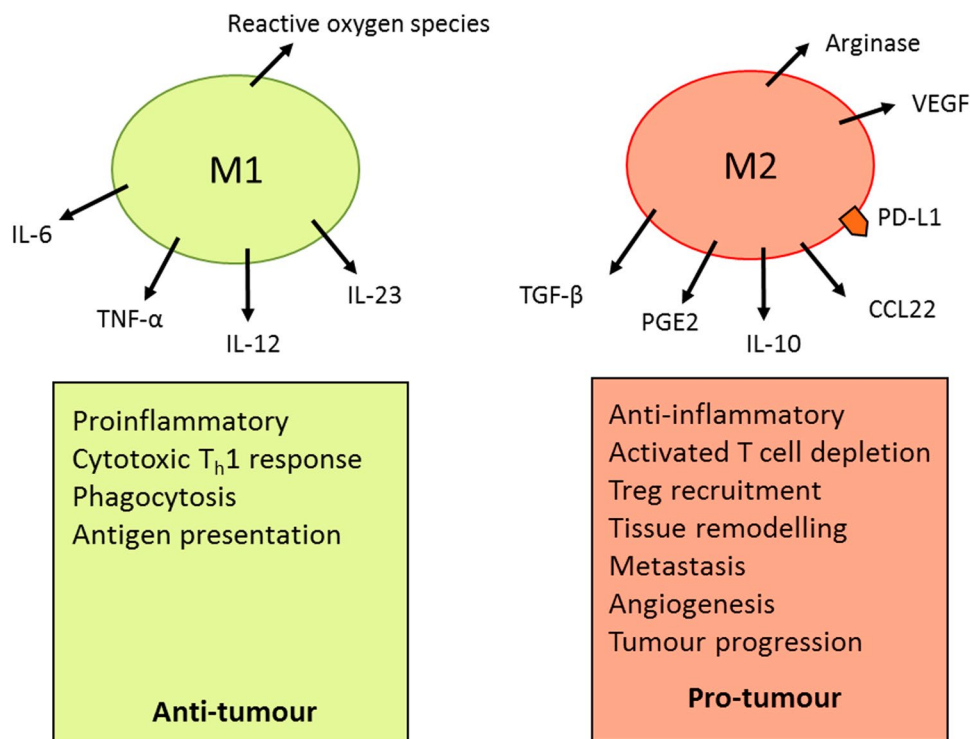 Reactive oxygen species
M1
IL-6
TNF-α
IL-12
IL-23
Arginase
VEGF
M2
PD-L1
TGF-β
PGE2
IL-10
CCL22
Proinflammatory
Cytotoxic Th1 response
Phagocytosis
Antigen presentation
Anti-tumour
Anti-inflammatory
Activated T cell depletion
Treg recruitment
Tissue remodelling
Metastasis
Angiogenesis
Tumour progression
Pro-tumour